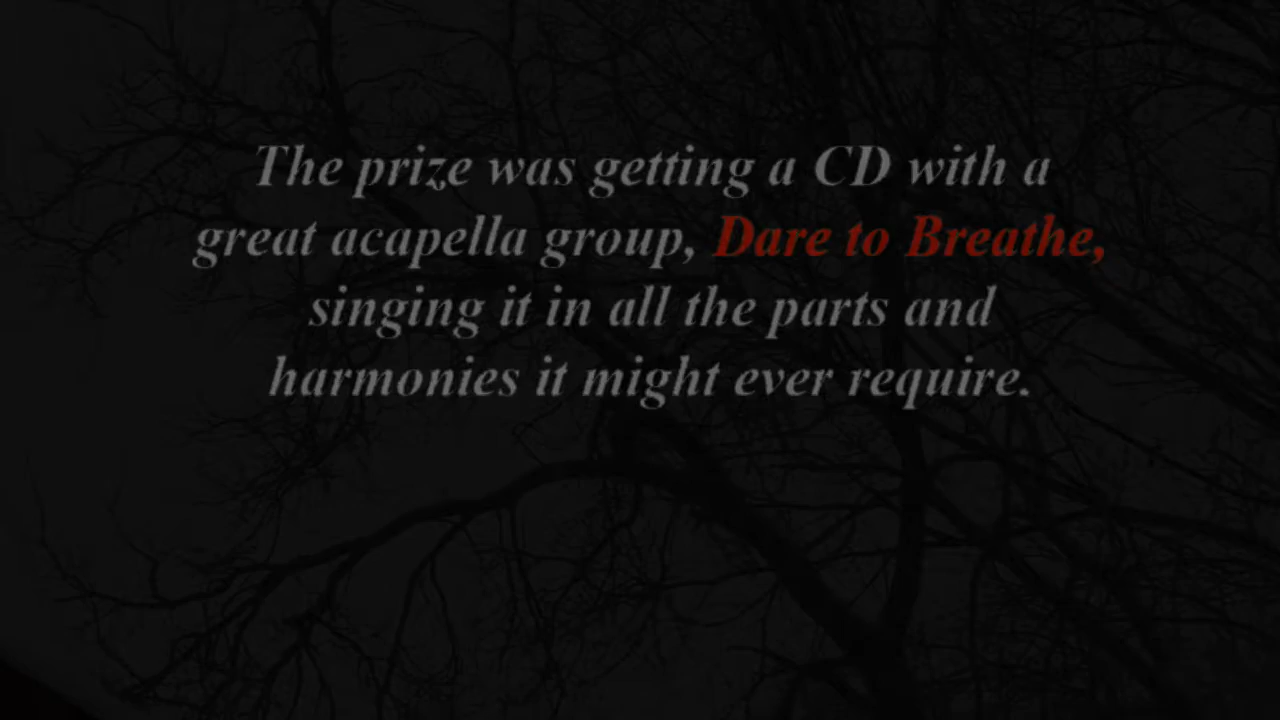 The prize was getting a CD with a
great acapella group, Dare to Breathe,
singing it in all the parts and
harmonies it might ever require.